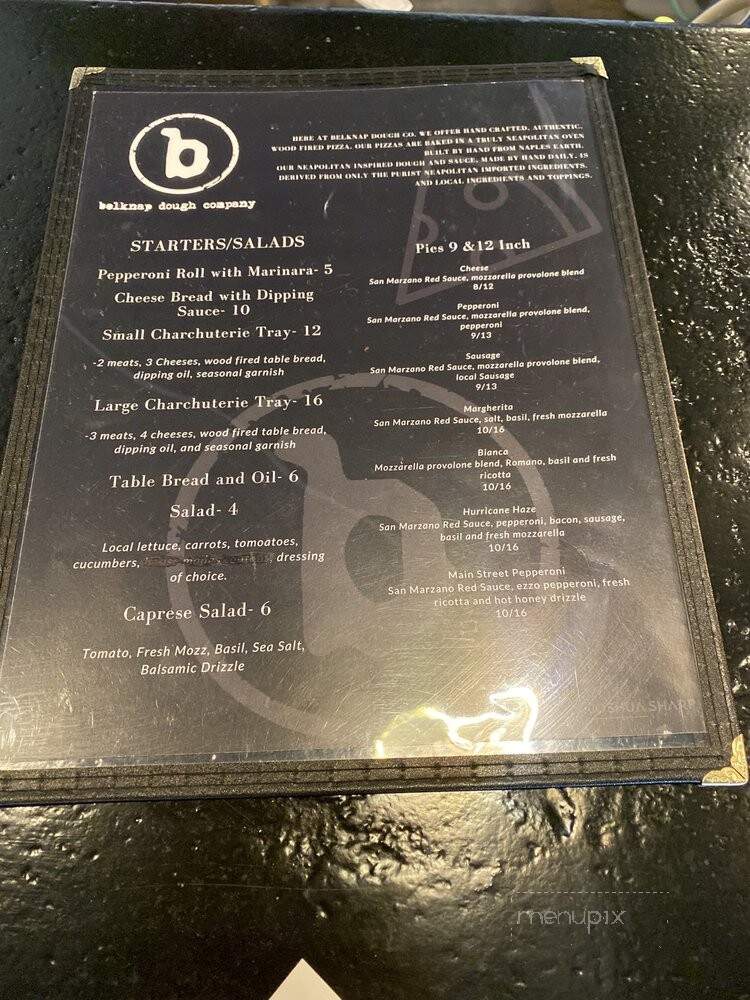 b
belknap dough company
HERE AT BELKNAP DOUGH CO. WE OFFER HAND CRAFTED, AUTHENTIC,
WOOD FIRED PIZZA. OUR PIZZAS ARE BAKED IN A TRULY NEAPOLITAN OVEN
BUILT BY HAND FROM NAPLES EARTH.
OUR NEAPOLITAN INSPIRED DOUGH AND SAUCE, MADE BY HAND DAILY, IS
DERIVED FROM ONLY THE PURIST NEAPOLITAN IMPORTED INGREDIENTS.
AND LOCAL INGREDIENTS AND TOPPINGS.
STARTERS/SALADS
Pepperoni Roll with Marinara- 5
Cheese Bread with Dipping
Sauce- 10
Small Charchuterie Tray- 12
-2 meats, 3 Cheeses, wood fired table bread,
dipping oil, seasonal garnish
Large Charchuterie Tray- 16
-3 meats, 4 cheeses, wood fired table bread,
dipping oil, and seasonal garnish
Table Bread and Oil- 6
Salad- 4
Local lettuce, carrots, tomoatoes,
cucumbers, dressing
of choice.
Caprese Salad- 6
Tomato, Fresh Mozz, Basil, Sea Salt,
Balsamic Drizzle
Pies 9 &12 Inch
Cheese
San Marzano Red Sauce, mozzarella provolone blend
8/12
Pepperoni
San Marzano Red Sauce, mozzarella provolone blend,
pepperoni
9/13
Sausage
San Marzano Red Sauce, mozzarella provolone blend,
local Sausage
9/13
Margherita
San Marzano Red Sauce, salt, basil, fresh mozzarella
10/16
Bianca
Mozzarella provolone blend, Romano, basil and fresh
ricotta
10/16
Hurricane Haze
San Marzano Red Sauce, pepperoni, bacon, sausage,
basil and fresh mozzarella
10/16
Main Street Pepperoni
San Marzano Red Sauce, ezzo pepperoni, fresh
ricotta and hot honey drizzle
10/16
menupix